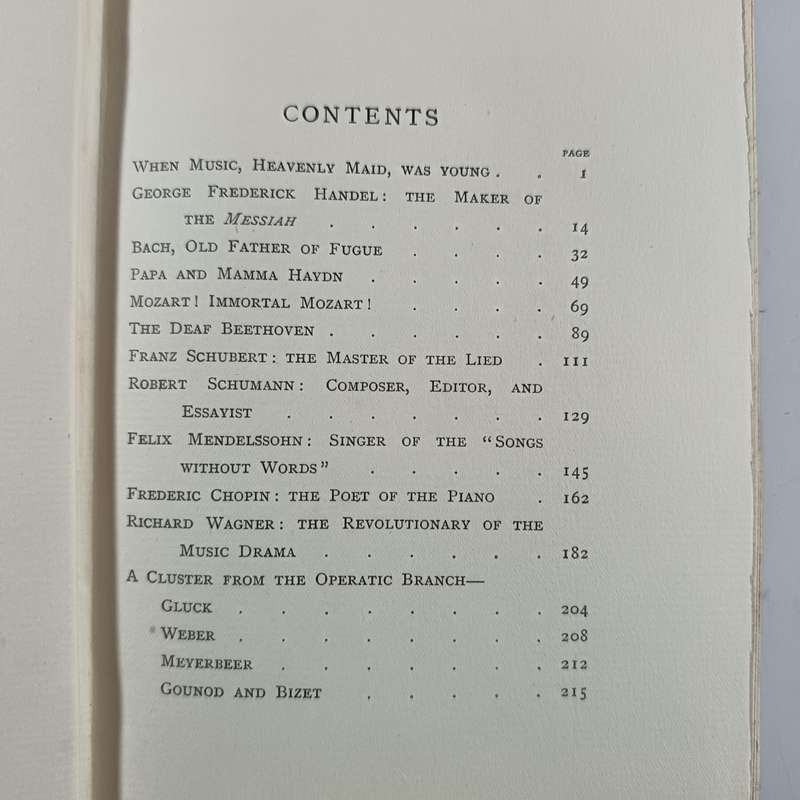 CONTENTS
PAGE
When Music, Heavenly Maid, was young . . 1
George Frederick Handel: the Maker of
the Messiah . . . . . . 14
Bach, Old Father of Fugue . . . . 32
Papa and Mamma Haydn . . . . . 49
Mozart! Immortal Mozart! . . . . 69
The Deaf Beethoven . . . . . . 89
Franz Schubert: the Master of the Lied . 111
Robert Schumann: Composer, Editor, and
Essayist . . . . . . . 129
Felix Mendelssohn: Singer of the "Songs
without Words" . . . . . 145
Frederic Chopin: the Poet of the Piano . 162
Richard Wagner: the Revolutionary of the
Music Drama . . . . . . 182
A Cluster from the Operatic Branch—
Gluck . . . . . . . . 204
Weber . . . . . . . . 208
Meyerbeer . . . . . . . 212
Gounod and Bizet . . . . . 215